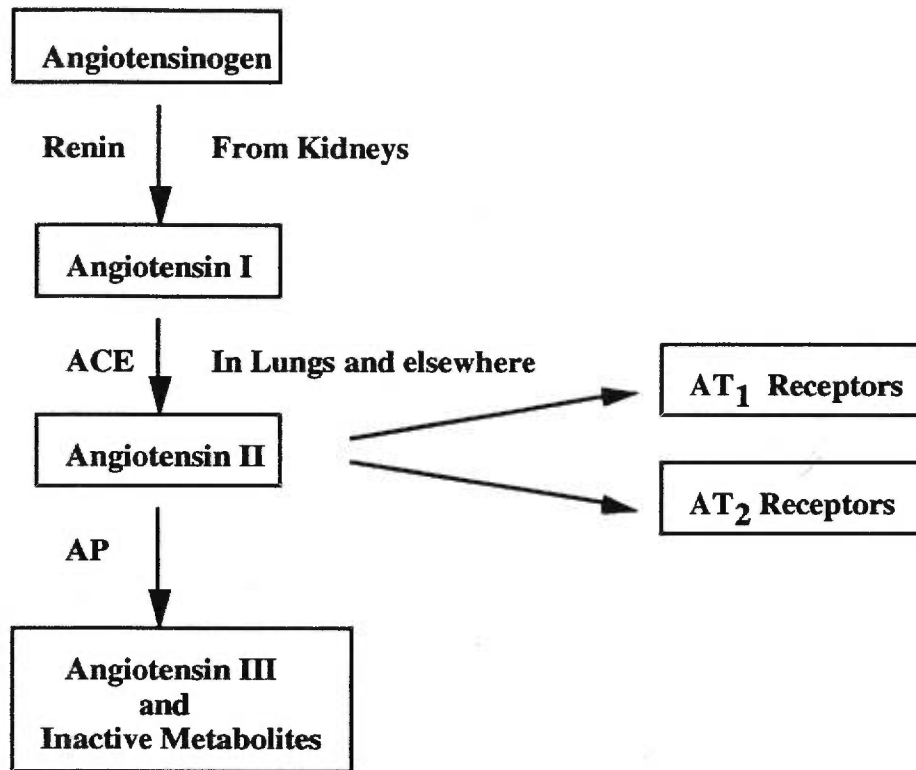 Angiotensinogen
Renin From Kidneys
Angiotensin I
ACE In Lungs and elsewhere
AT1 Receptors
Angiotensin II
AT2 Receptors
AP
Angiotensin III
and
Inactive Metabolites